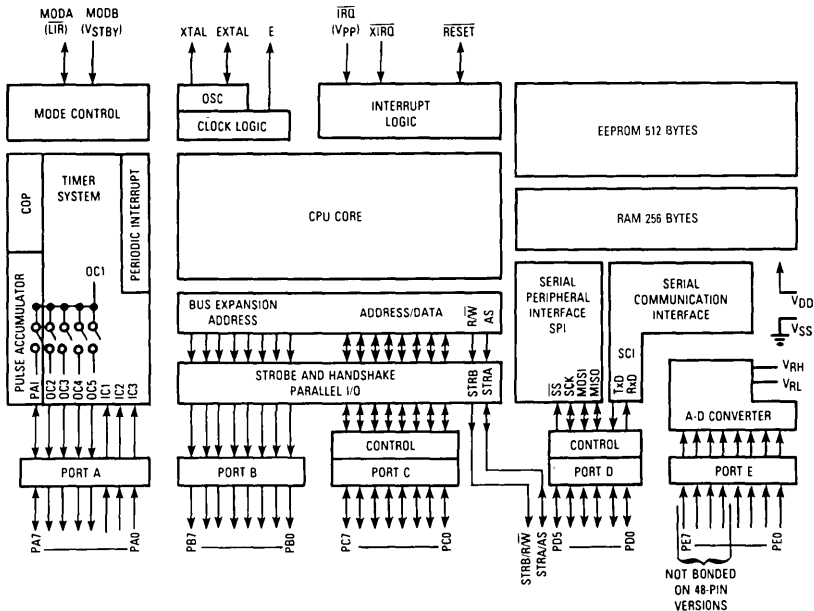 MODA
(LIR)
MODB
(VSTBY)
XTAL
EXTAL
E
IRQ
(VPP)
XIRQ
RESET
MODE CONTROL
OSC
CLOCK LOGIC
INTERRUPT
LOGIC
EEPROM 512 BYTES
COP
TIMER
SYSTEM
PERIODIC INTERRUPT
CPU CORE
RAM 256 BYTES
OC1
PULSE ACCUMULATOR
PAI
OC2
OC3
OC4
OC5
IC1
IC2
IC3
BUS EXPANSION
ADDRESS
ADDRESS/DATA
R/W
AS
STROBE AND HANDSHAKE
PARALLEL I/O
STRB
STRA
SERIAL
PERIPHERAL
INTERFACE
SPI
SERIAL
COMMUNICATION
INTERFACE
SCI
SS
SCK
MOSI
MISO
TxD
RxD
VDD
VSS
VRH
VRL
A-D CONVERTER
CONTROL
CONTROL
PORT A
PORT B
PORT C
PORT D
PORT E
PA7
PA0
PB7
PB0
PC7
PC0
STRB/R/W
STRA/AS
PD5
PD0
PE7
PE0
NOT BONDED
ON 48-PIN
VERSIONS